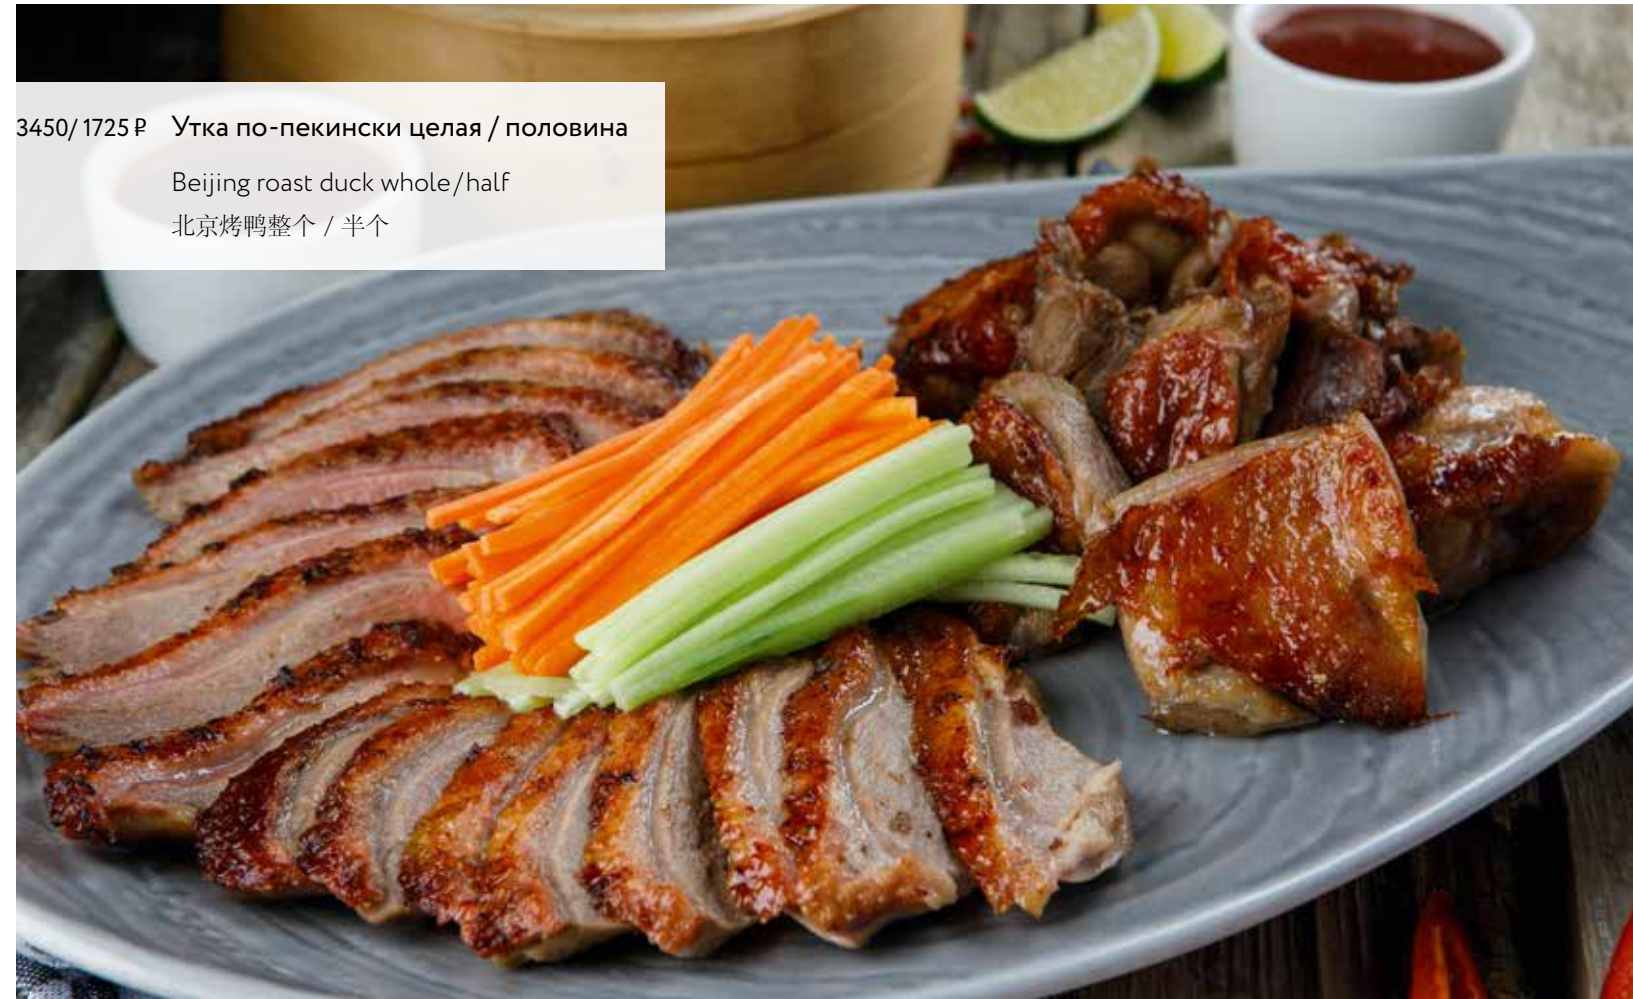 3450/ 1725 ₽ Утка по-пекински целая / половина
Beijing roast duck whole/half
北京烤鸭整个 / 半个